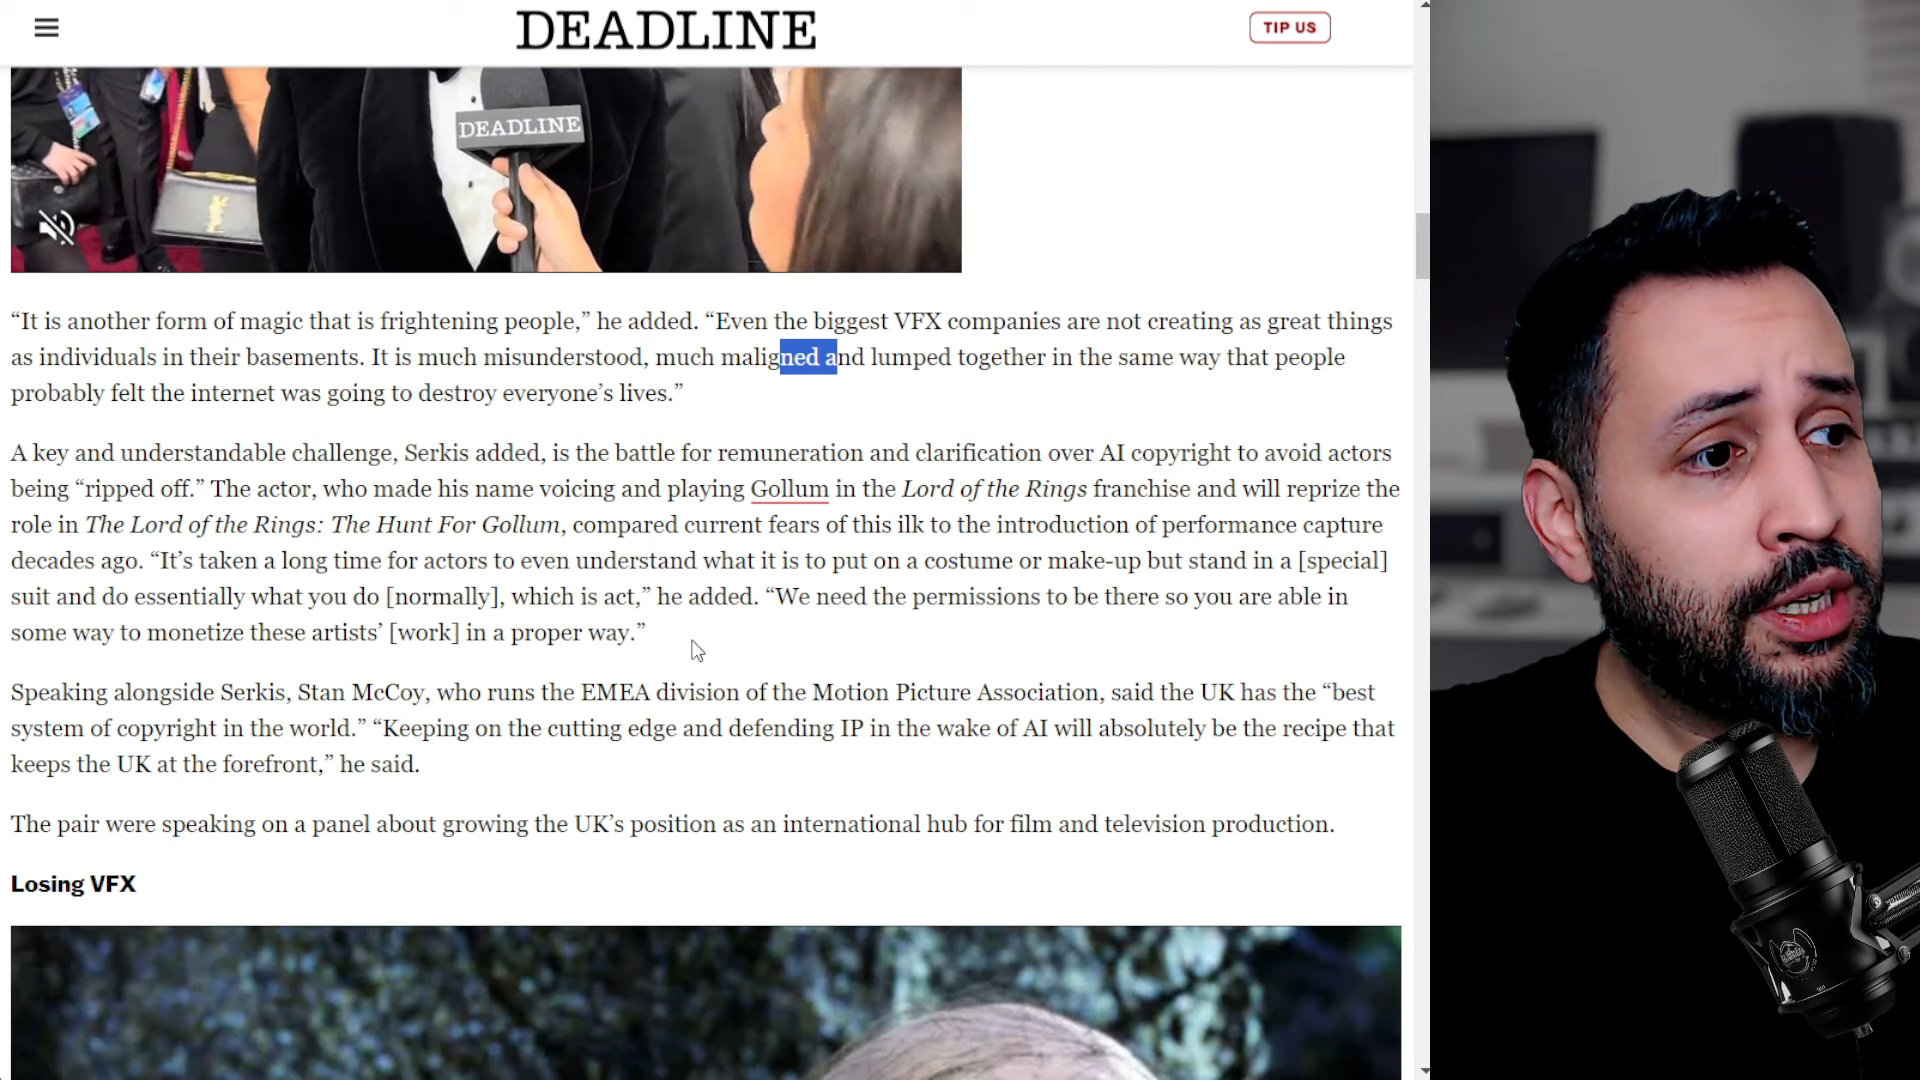 DEADLINE
TIP US
DEADLINE
“It is another form of magic that is frightening people,” he added. “Even the biggest VFX companies are not creating as great things
as individuals in their basements. It is much misunderstood, much maligned and lumped together in the same way that people
probably felt the internet was going to destroy everyone’s lives.”
A key and understandable challenge, Serkis added, is the battle for remuneration and clarification over AI copyright to avoid actors
being “ripped off.” The actor, who made his name voicing and playing Gollum in the Lord of the Rings franchise and will reprize the
role in The Lord of the Rings: The Hunt For Gollum, compared current fears of this ilk to the introduction of performance capture
decades ago. “It’s taken a long time for actors to even understand what it is to put on a costume or make-up but stand in a [special]
suit and do essentially what you do [normally], which is act,” he added. “We need the permissions to be there so you are able in
some way to monetize these artists’ [work] in a proper way.”
Speaking alongside Serkis, Stan McCoy, who runs the EMEA division of the Motion Picture Association, said the UK has the “best
system of copyright in the world.” “Keeping on the cutting edge and defending IP in the wake of AI will absolutely be the recipe that
keeps the UK at the forefront,” he said.
The pair were speaking on a panel about growing the UK’s position as an international hub for film and television production.
Losing VFX